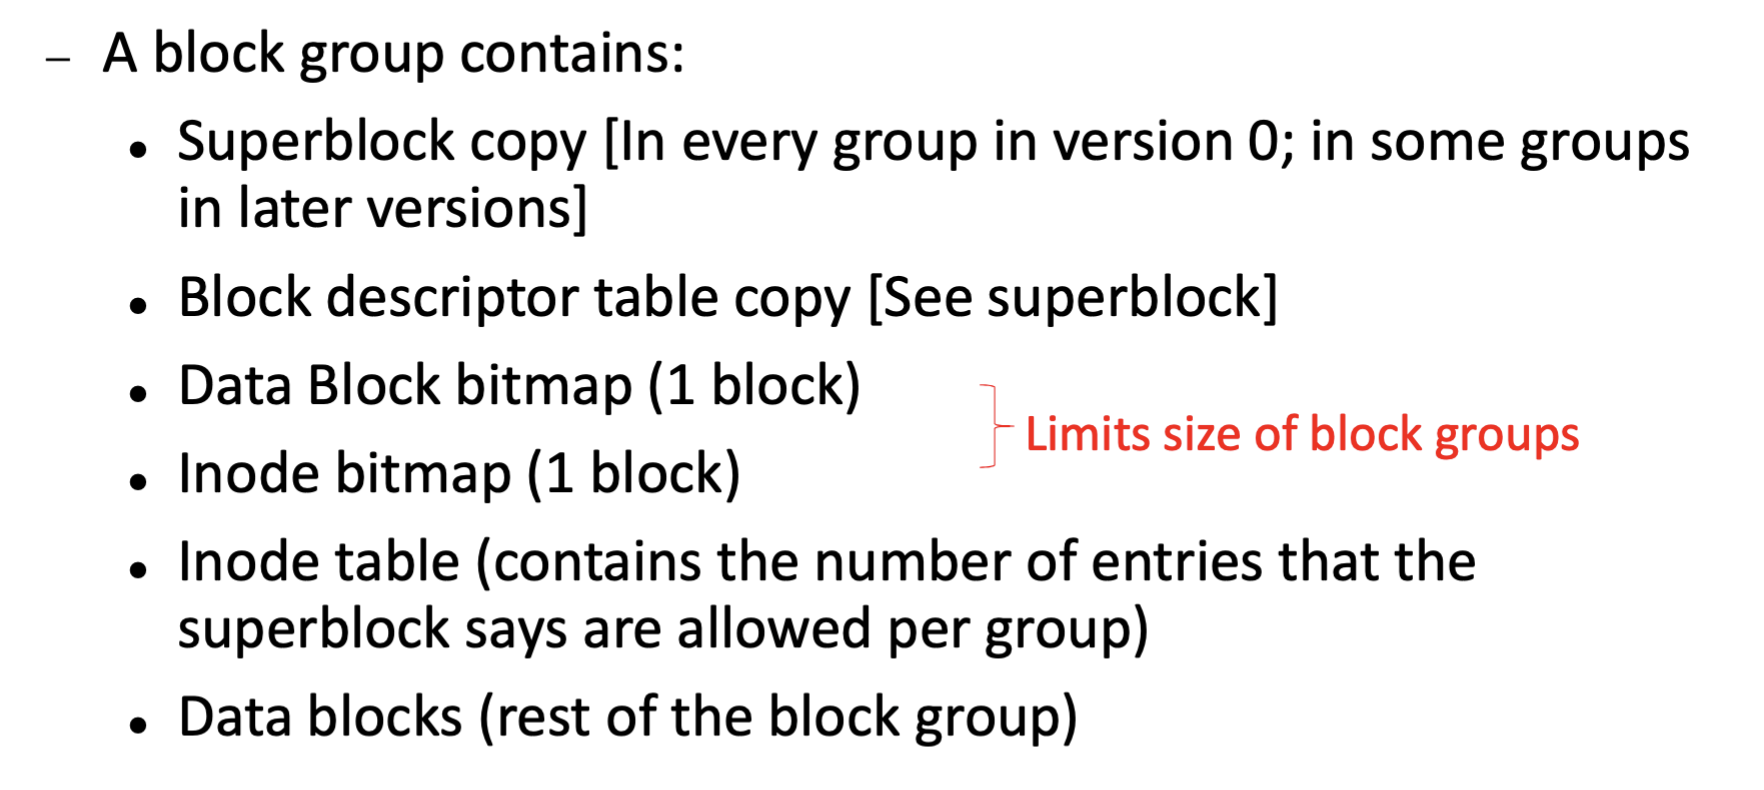 – A block group contains:
• Superblock copy [In every group in version 0; in some groups
in later versions]
• Block descriptor table copy [See superblock]
• Data Block bitmap (1 block)
Limits size of block groups
• Inode bitmap (1 block)
• Inode table (contains the number of entries that the
superblock says are allowed per group)
• Data blocks (rest of the block group)